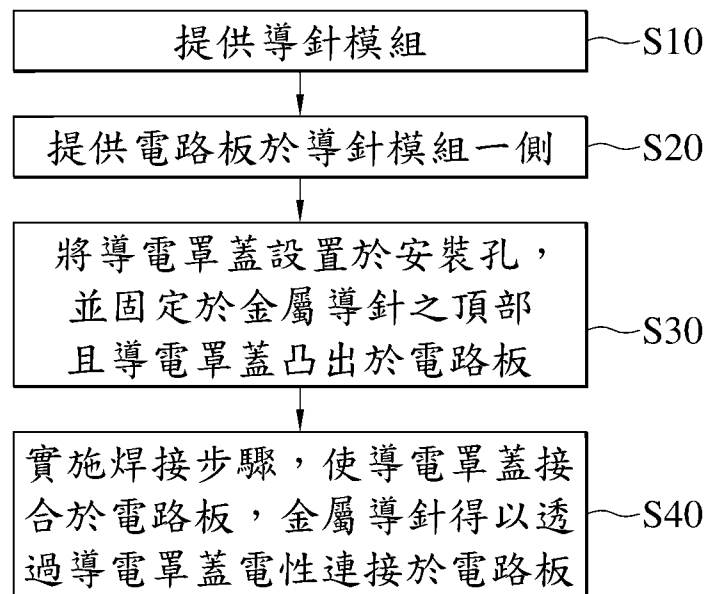 提供導針模組
S10
提供電路板於導針模組一側
S20
將導電罩蓋設置於安裝孔，
並固定於金屬導針之頂部
且導電罩蓋凸出於電路板
S30
實施焊接步驟，使導電罩蓋接
合於電路板，金屬導針得以透
過導電罩蓋電性連接於電路板
S40